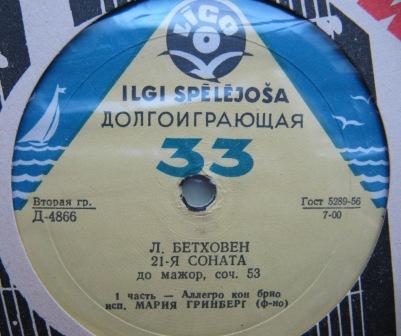 LĪGO
ILGI SPĒLĒJOŠA
ДОЛГОИГРАЮЩАЯ
33
Вторая гр.
Д-4866
Гост 5289-56
7-00
Л. БЕТХОВЕН
21-Я СОНАТА
до мажор, соч. 53
1 часть — Аллегро кон брио
исп. МАРИЯ ГРИНБЕРГ (ф-но)